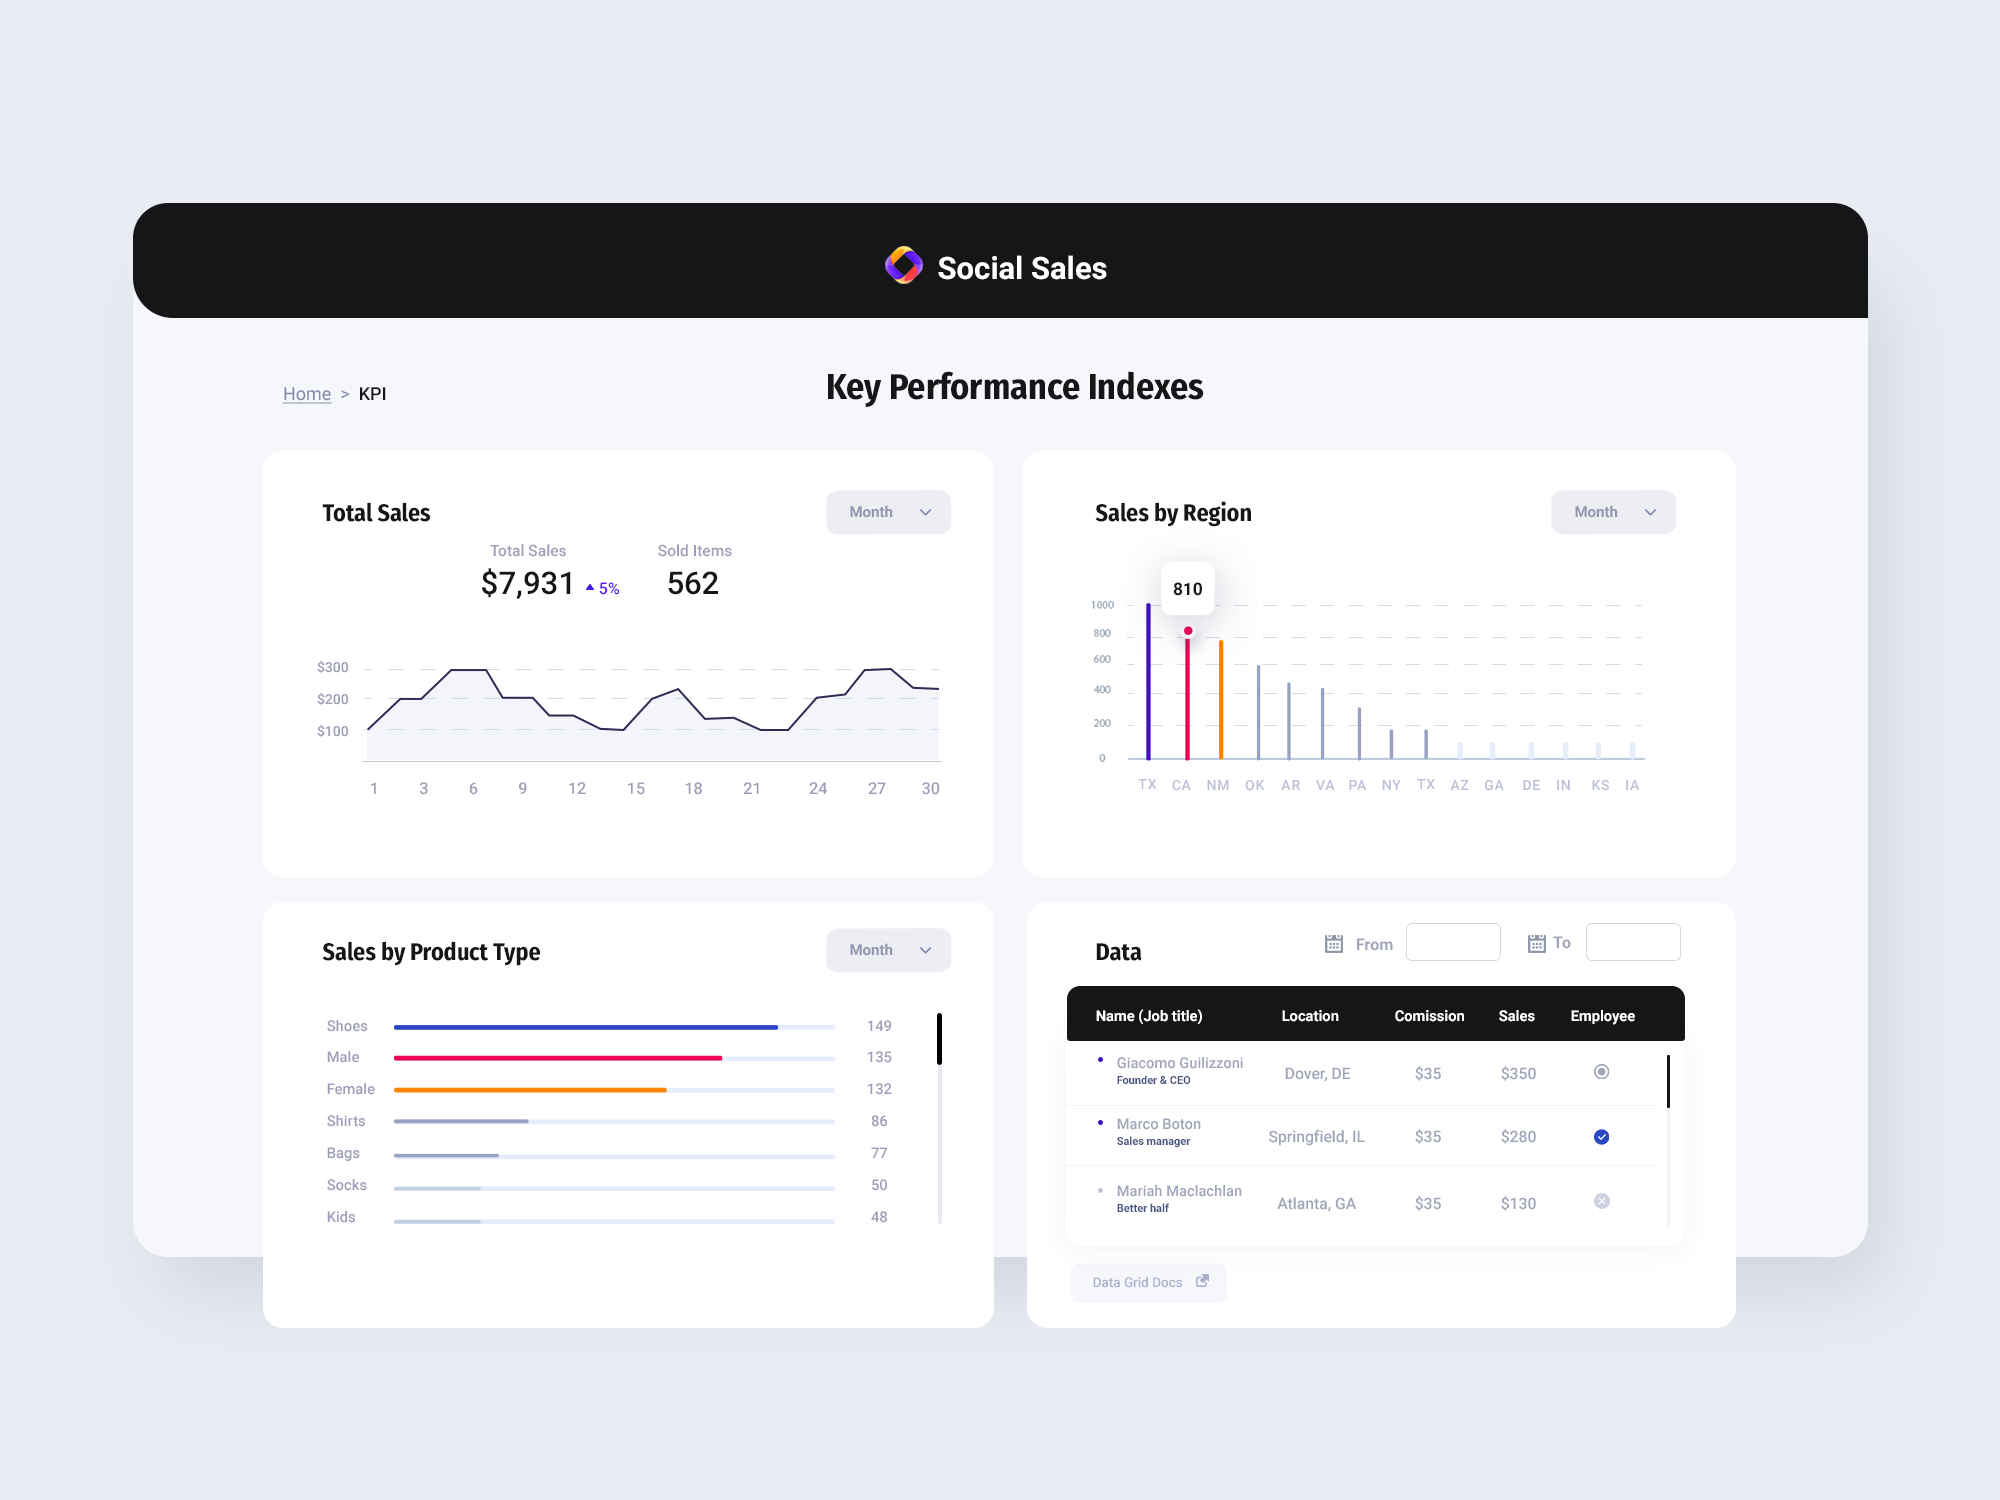 Social Sales
Home > KPI
Key Performance Indexes
Total Sales
Month
Total Sales
Sold Items
$7,931 5%
562
$300
$200
$100
1 3 6 9 12 15 18 21 24 27 30
Sales by Region
Month
810
1000
800
600
400
200
0
TX CA NM OK AR VA PA NY TX AZ GA DE IN KS IA
Sales by Product Type
Month
Shoes 149
Male 135
Female 132
Shirts 86
Bags 77
Socks 50
Kids 48
Data
From
To
Name (Job title) Location Comission Sales Employee
Giacomo Guilizzoni
Founder & CEO
Dover, DE $35 $350
Marco Boton
Sales manager
Springfield, IL $35 $280
Mariah Maclachlan
Better half
Atlanta, GA $35 $130
Data Grid Docs